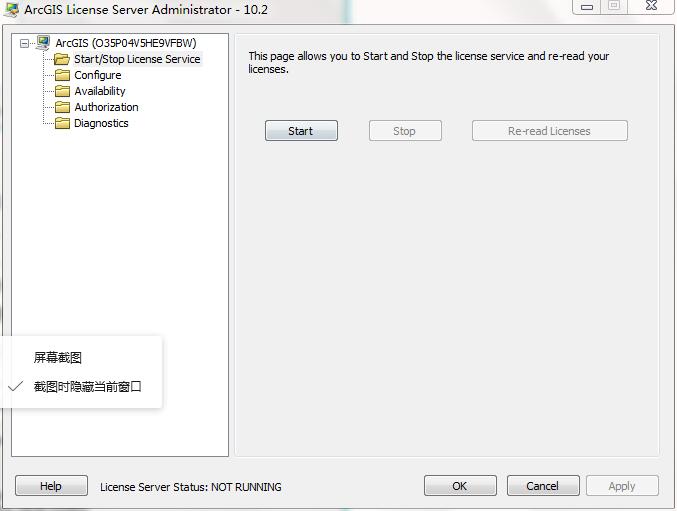 ArcGIS License Server Administrator - 10.2
ArcGIS (O35P04V5HE9VFBW)
Start/Stop License Service
Configure
Availability
Authorization
Diagnostics
This page allows you to Start and Stop the license service and re-read your
licenses.
Start
Stop
Re-read Licenses
屏幕截图
截图时隐藏当前窗口
Help
License Server Status: NOT RUNNING
OK
Cancel
Apply